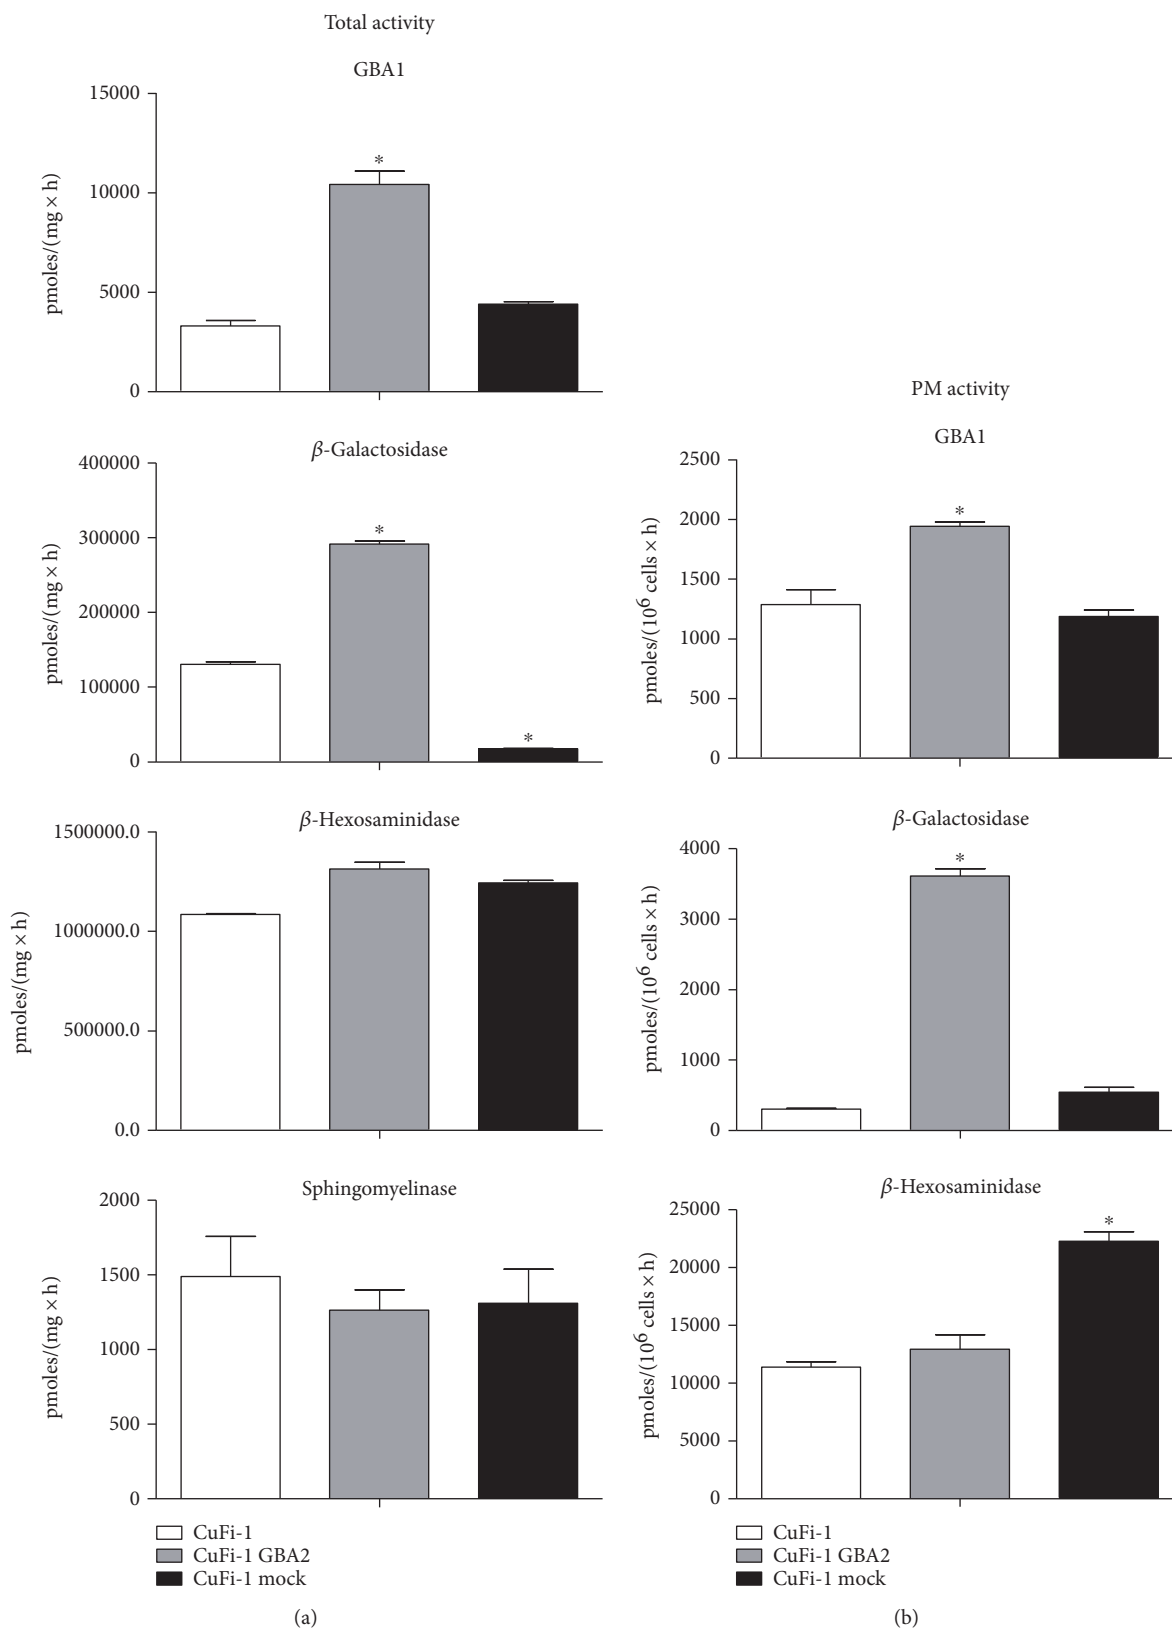 Total activity
GBA1
15000
10000
5000
0
pmoles/(mg × h)
*
β-Galactosidase
400000
300000
200000
100000
0
pmoles/(mg × h)
*
*
β-Hexosaminidase
1500000.0
1000000.0
500000.0
0.0
pmoles/(mg × h)
Sphingomyelinase
2000
1500
1000
500
0
pmoles/(mg × h)
CuFi-1
CuFi-1 GBA2
CuFi-1 mock
(a)
PM activity
GBA1
2500
2000
1500
1000
500
0
pmoles/(10⁶ cells × h)
*
β-Galactosidase
4000
3000
2000
1000
0
pmoles/(10⁶ cells × h)
*
β-Hexosaminidase
25000
20000
15000
10000
5000
0
pmoles/(10⁶ cells × h)
*
CuFi-1
CuFi-1 GBA2
CuFi-1 mock
(b)